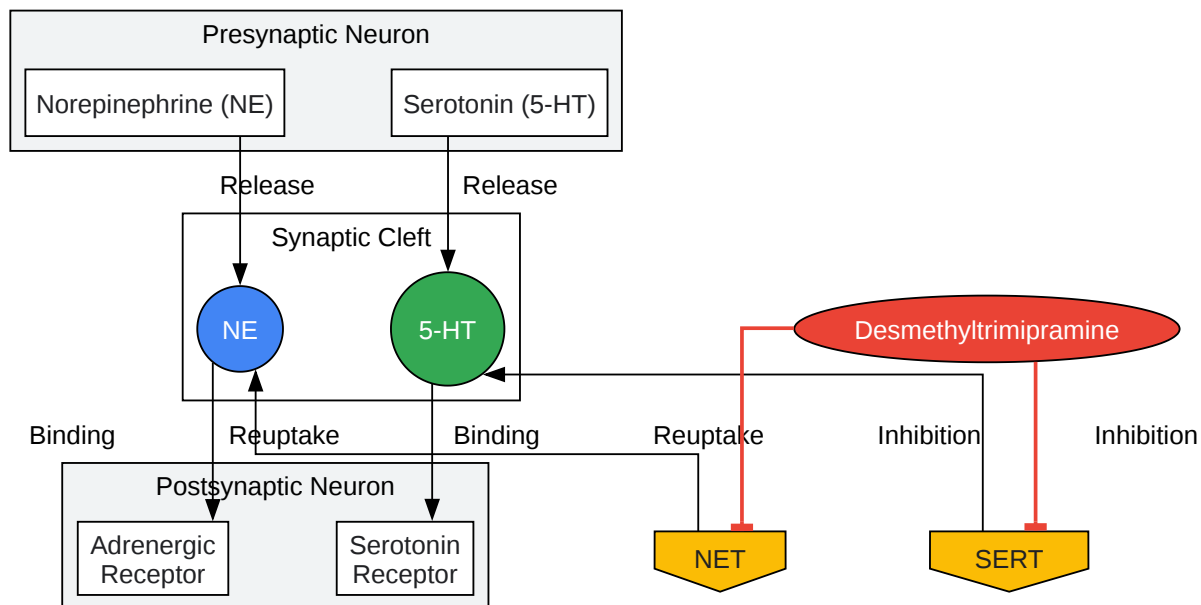 Presynaptic Neuron
Norepinephrine (NE)
Serotonin (5-HT)
Release
Release
Synaptic Cleft
NE
5-HT
Desmethyltrimipramine
Binding
Reuptake
Binding
Reuptake
Inhibition
Inhibition
Postsynaptic Neuron
Adrenergic
Receptor
Serotonin
Receptor
NET
SERT